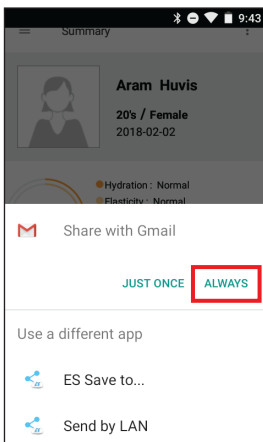 9:43
Summary
Aram Huvis
20's / Female
2018-02-02
Hydration : Normal
Elasticity : Normal
Share with Gmail
JUST ONCE ALWAYS
Use a different app
ES Save to...
Send by LAN